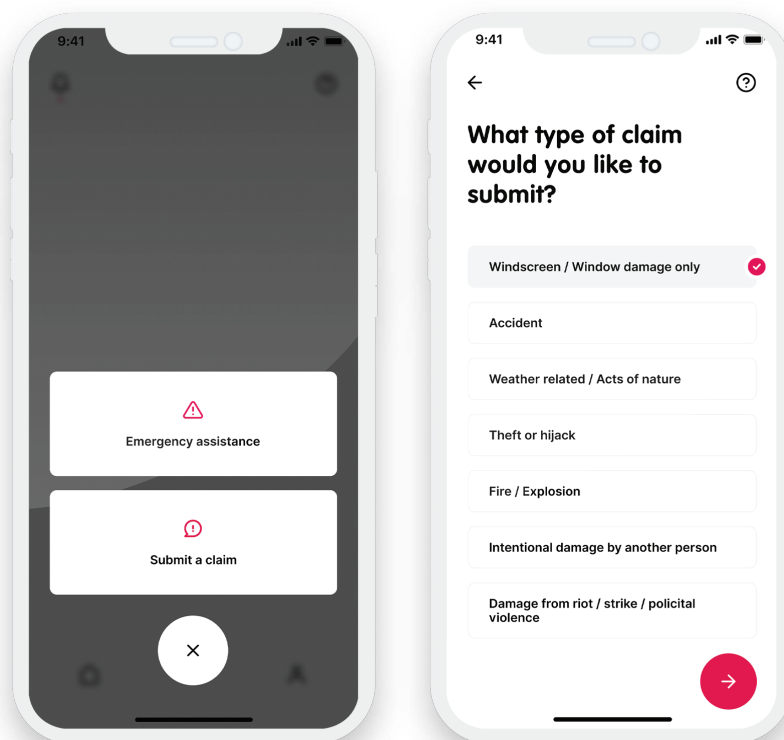 9:41
Emergency assistance
Submit a claim
9:41
What type of claim
would you like to
submit?
Windscreen / Window damage only
Accident
Weather related / Acts of nature
Theft or hijack
Fire / Explosion
Intentional damage by another person
Damage from riot / strike / policital
violence